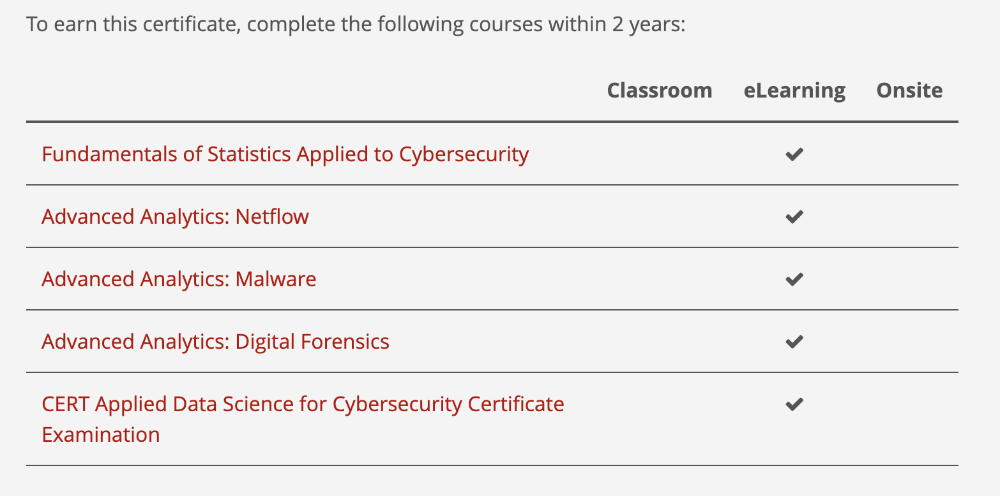 To earn this certificate, complete the following courses within 2 years:
Classroom eLearning Onsite
Fundamentals of Statistics Applied to Cybersecurity
Advanced Analytics: Netflow
Advanced Analytics: Malware
Advanced Analytics: Digital Forensics
CERT Applied Data Science for Cybersecurity Certificate
Examination